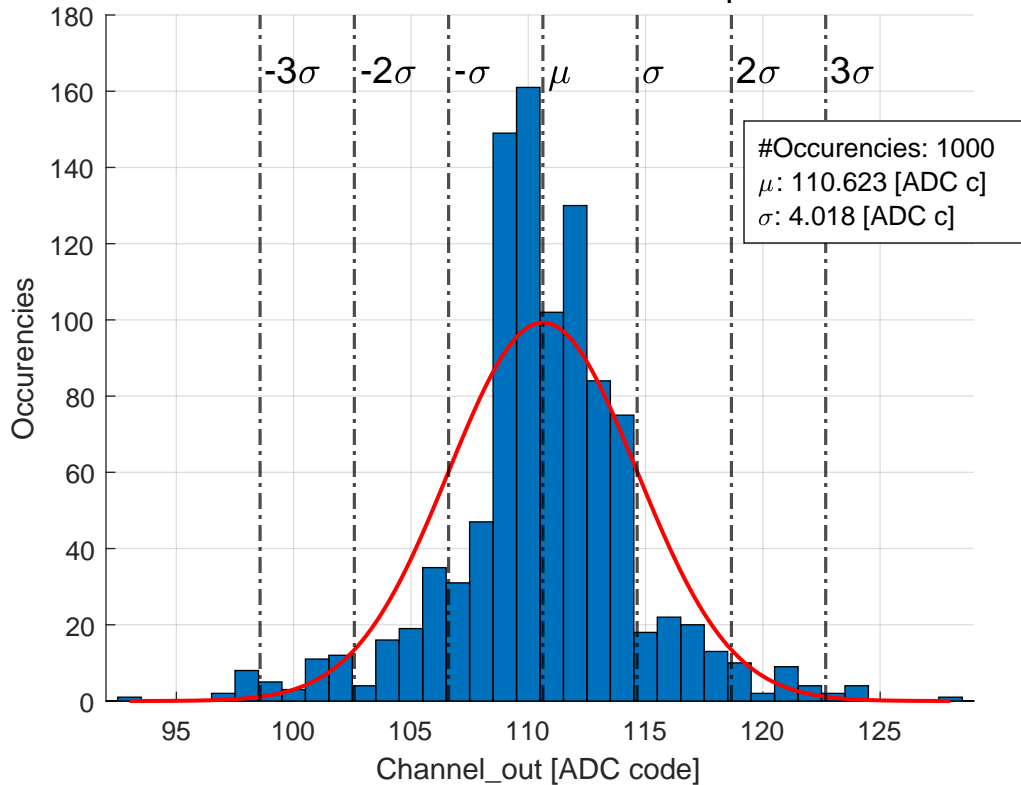 180
160
140
120
100
80
60
40
20
0
-3σ -2σ -σ μ σ 2σ 3σ
#Occurencies: 1000
μ: 110.623 [ADC c]
σ: 4.018 [ADC c]
Occurencies
95 100 105 110 115 120 125
Channel_out [ADC code]